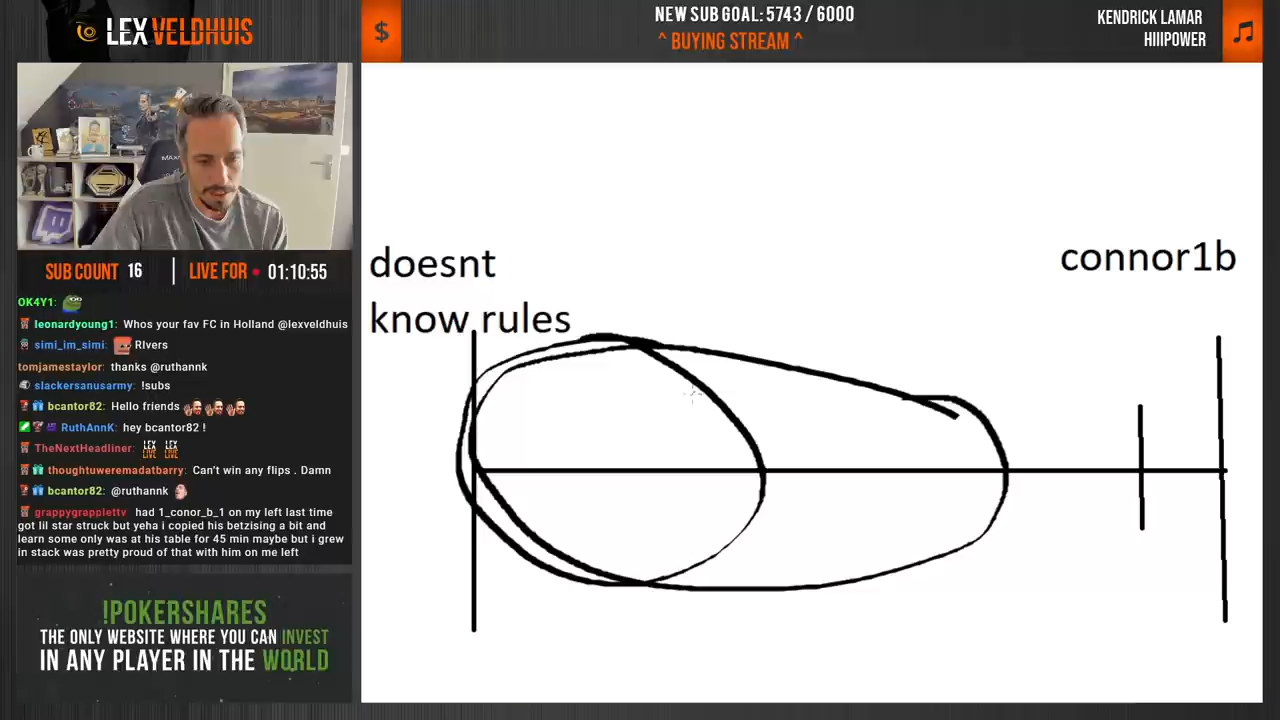 LEX VELDHUIS
$
NEW SUB GOAL: 5743 / 6000
^ BUYING STREAM ^
KENDRICK LAMAR
HIIIPOWER
SUB COUNT 16
LIVE FOR 01:10:55
OK4Y1:
leonardyoung1: Whos your fav FC in Holland @lexveldhuis
simi_im_simi: RIvers
tomjamestaylor: thanks @ruthannk
slackersanusarmy: !subs
bcantor82: Hello friends
RuthAnnK: hey bcantor82 !
TheNextHeadliner: LEX LIVE LEX LIVE
thoughtuweremadatbarry: Can't win any flips . Damn
bcantor82: @ruthannk
grappygrapplettv had 1_conor_b_1 on my left last time
got lil star struck but yeha i copied his betzising a bit and
learn some only was at his table for 45 min maybe but i grew
in stack was pretty proud of that with him on me left
!POKERSHARES
THE ONLY WEBSITE WHERE YOU CAN INVEST
IN ANY PLAYER IN THE WORLD
doesnt
know rules
connor1b